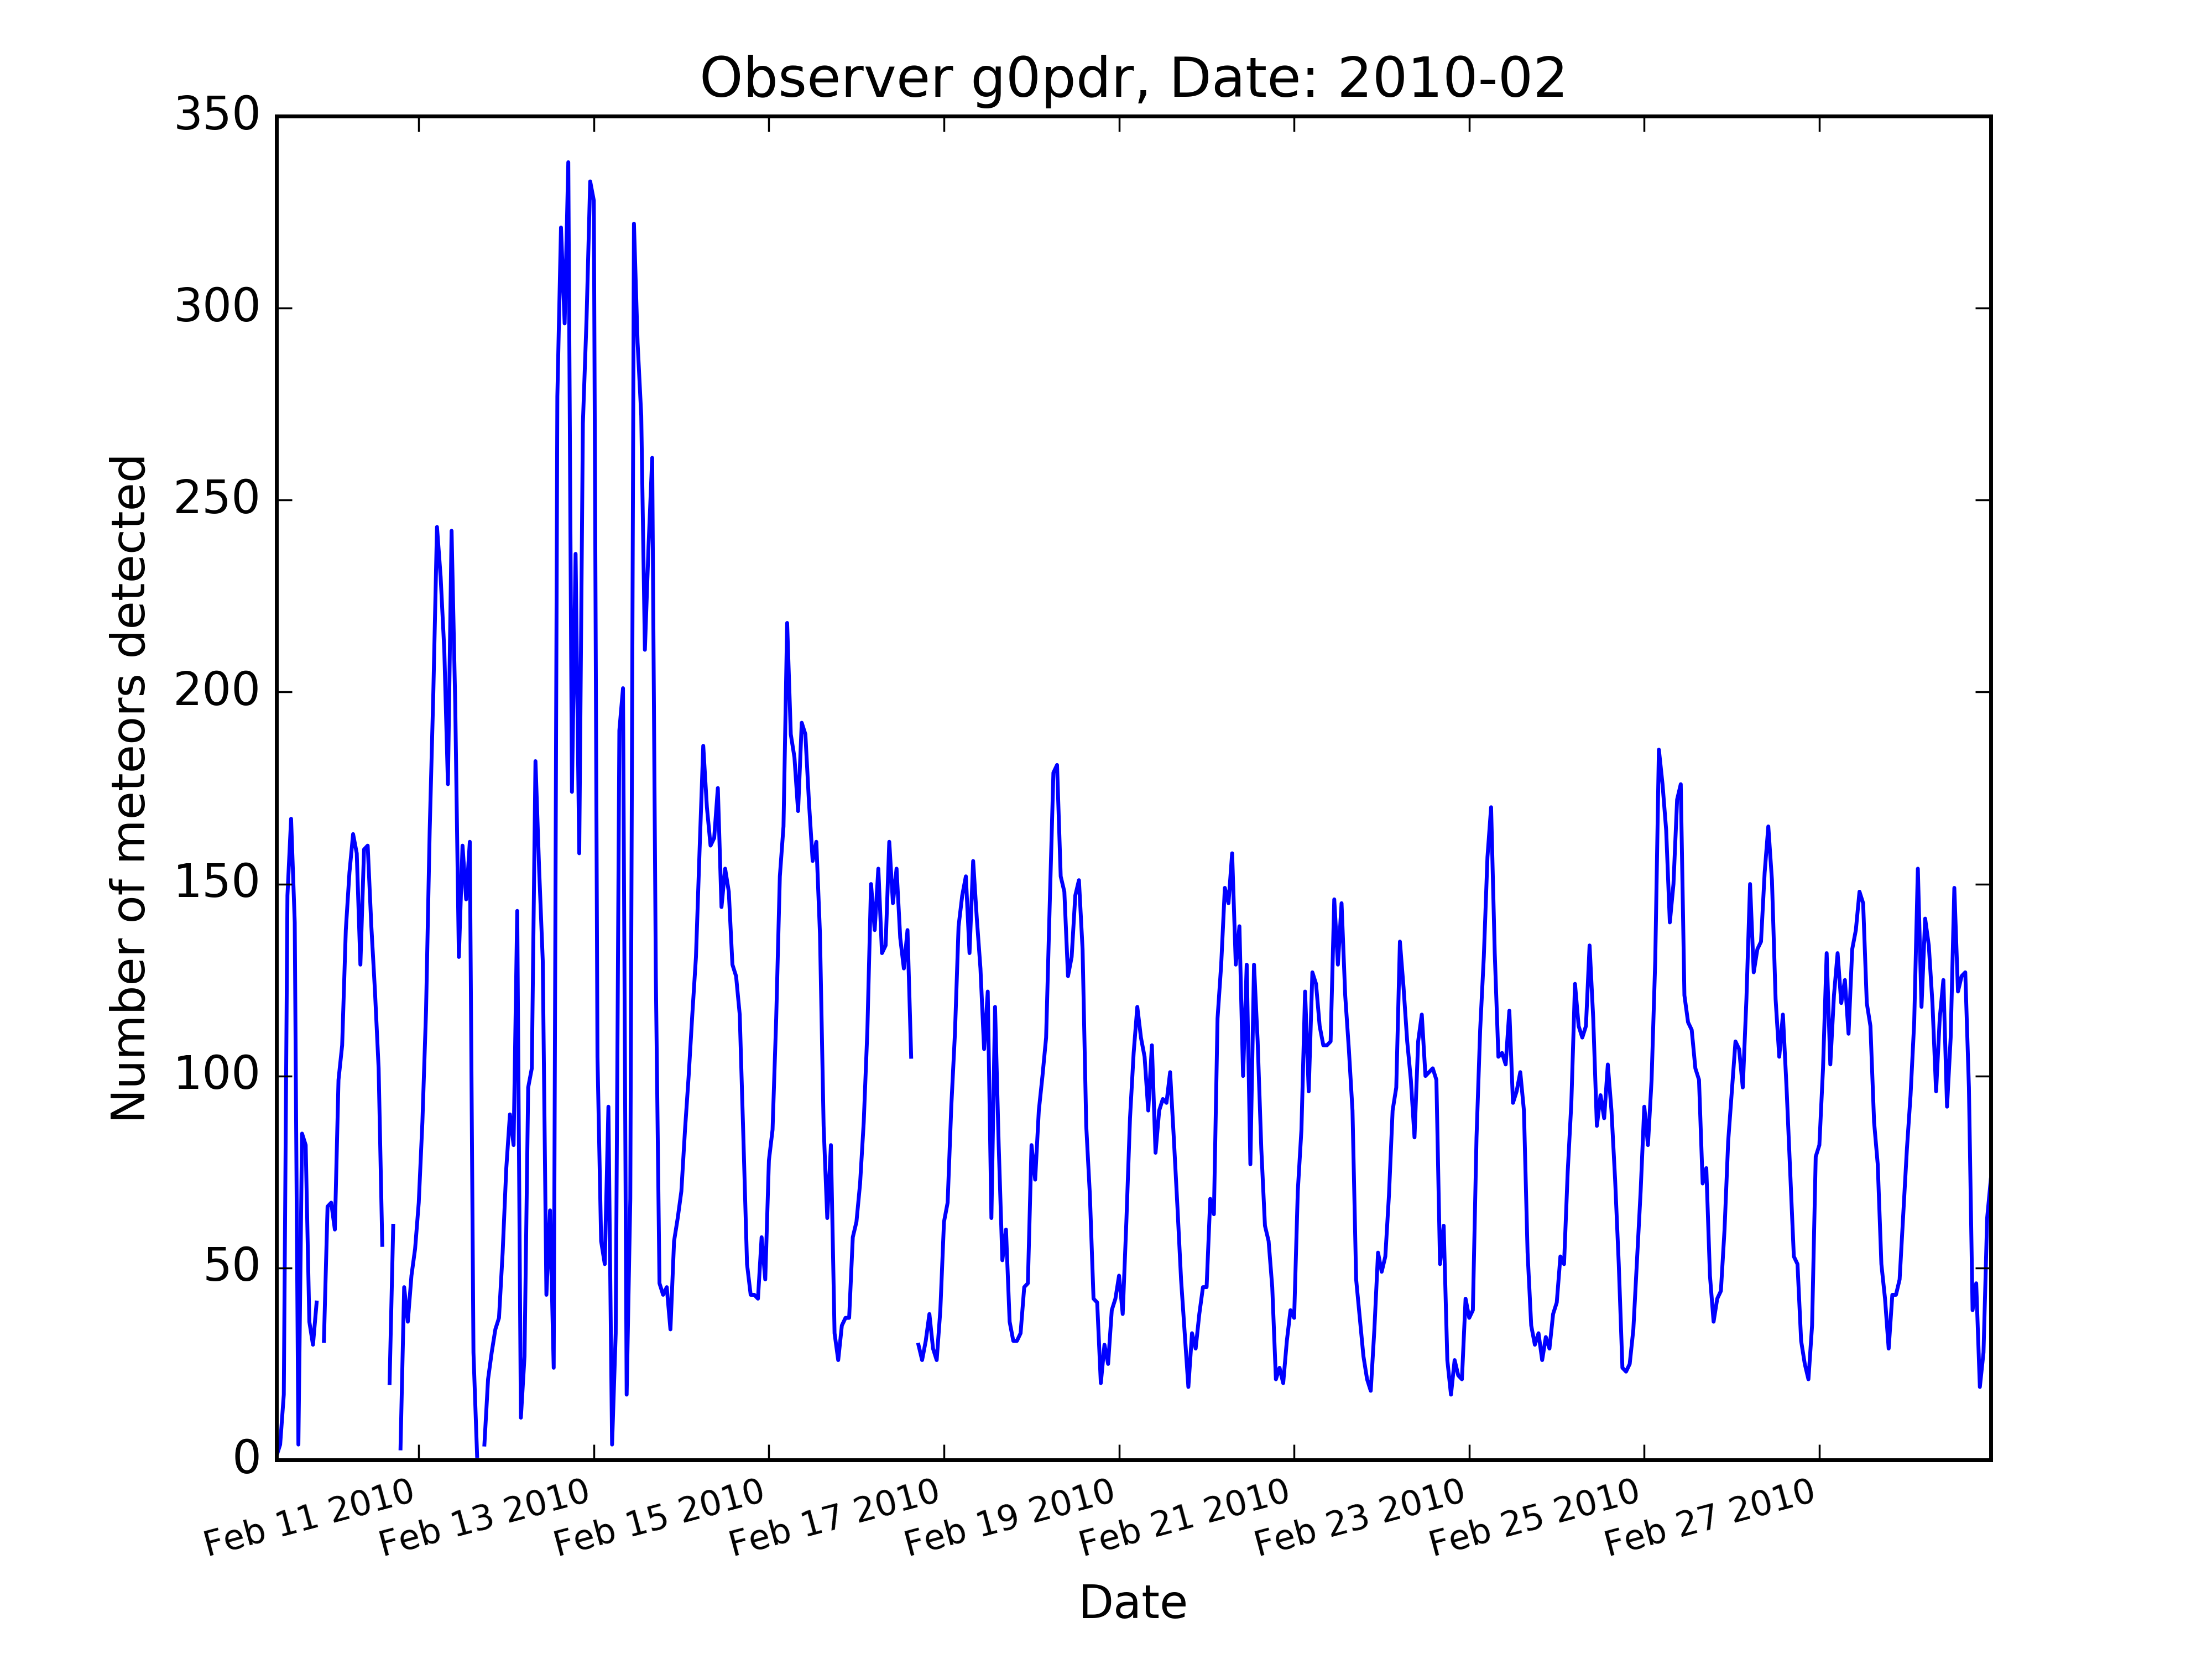 Observer g0pdr, Date: 2010-02
Number of meteors detected
350
300
250
200
150
100
50
0
Feb 11 2010
Feb 13 2010
Feb 15 2010
Feb 17 2010
Feb 19 2010
Feb 21 2010
Feb 23 2010
Feb 25 2010
Feb 27 2010
Date